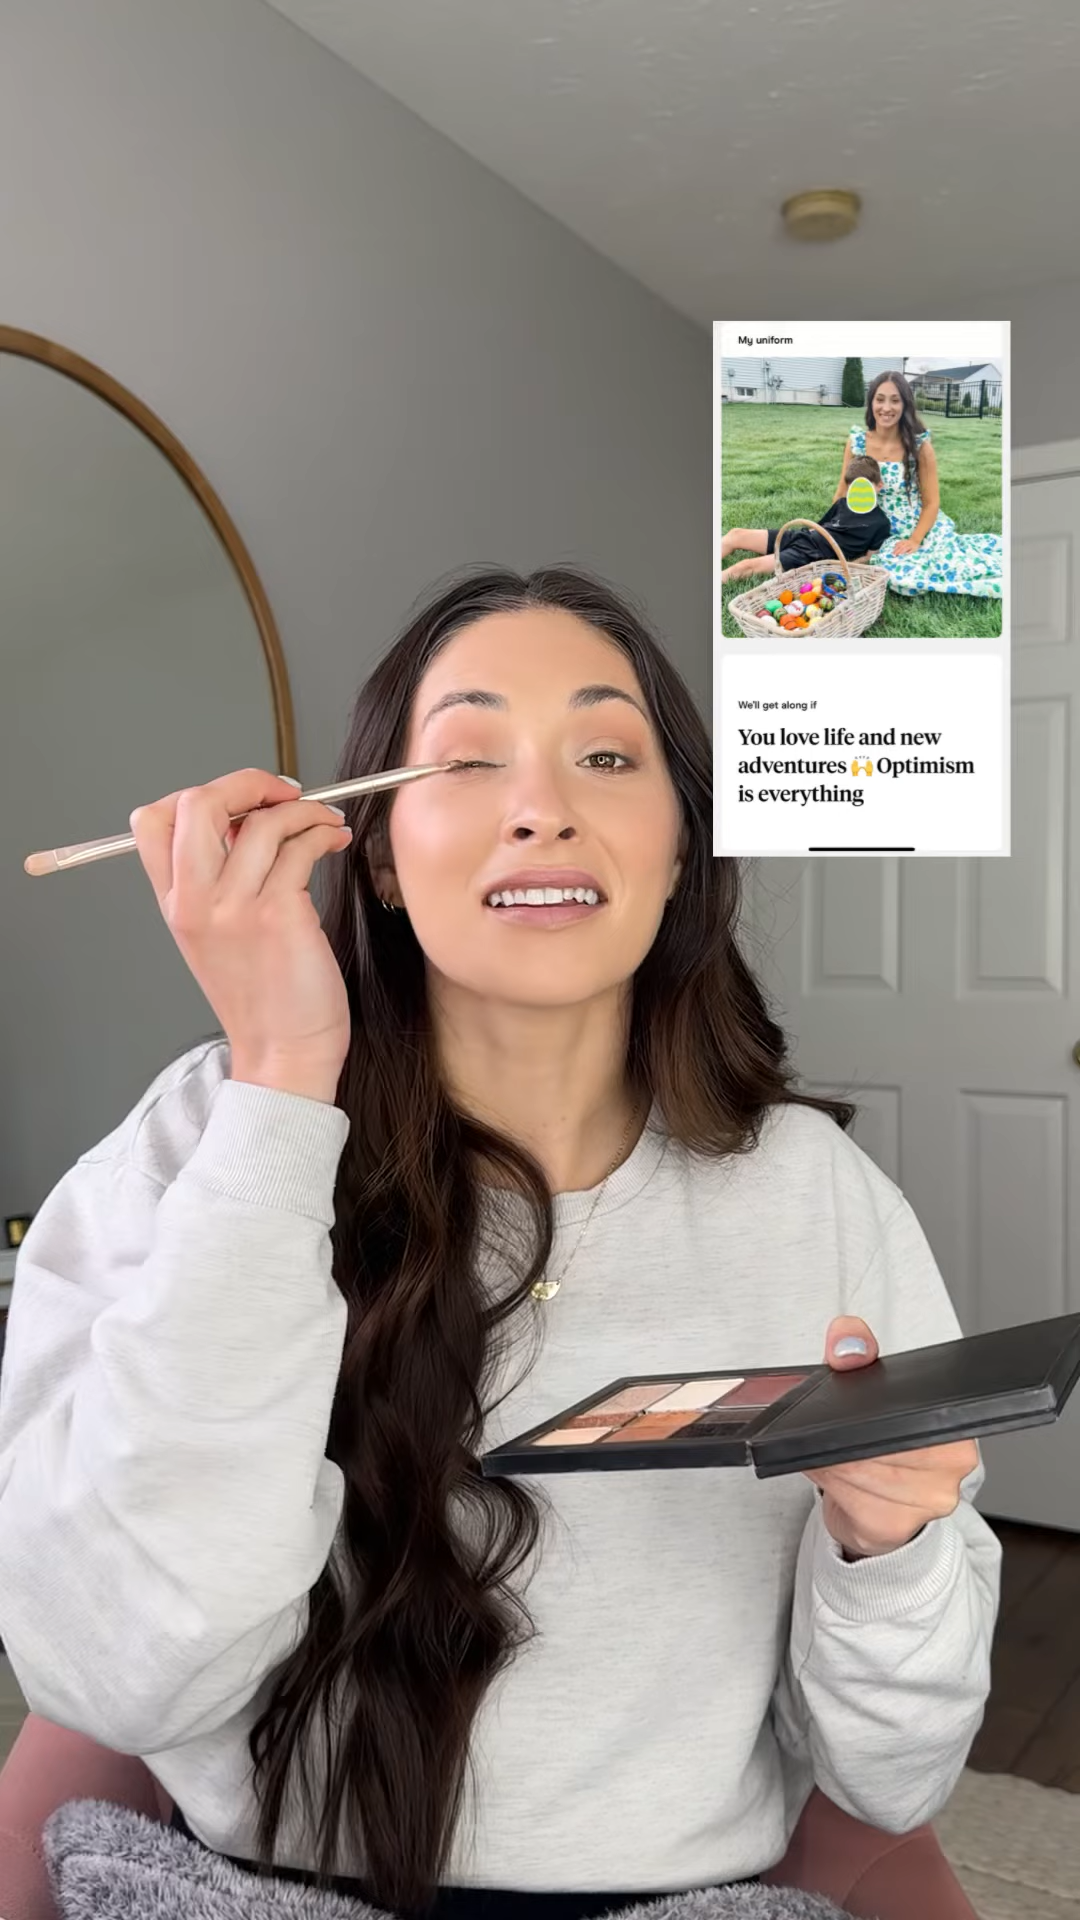 My uniform
We'll get along if
You love life and new
adventures 🙌 Optimism
is everything